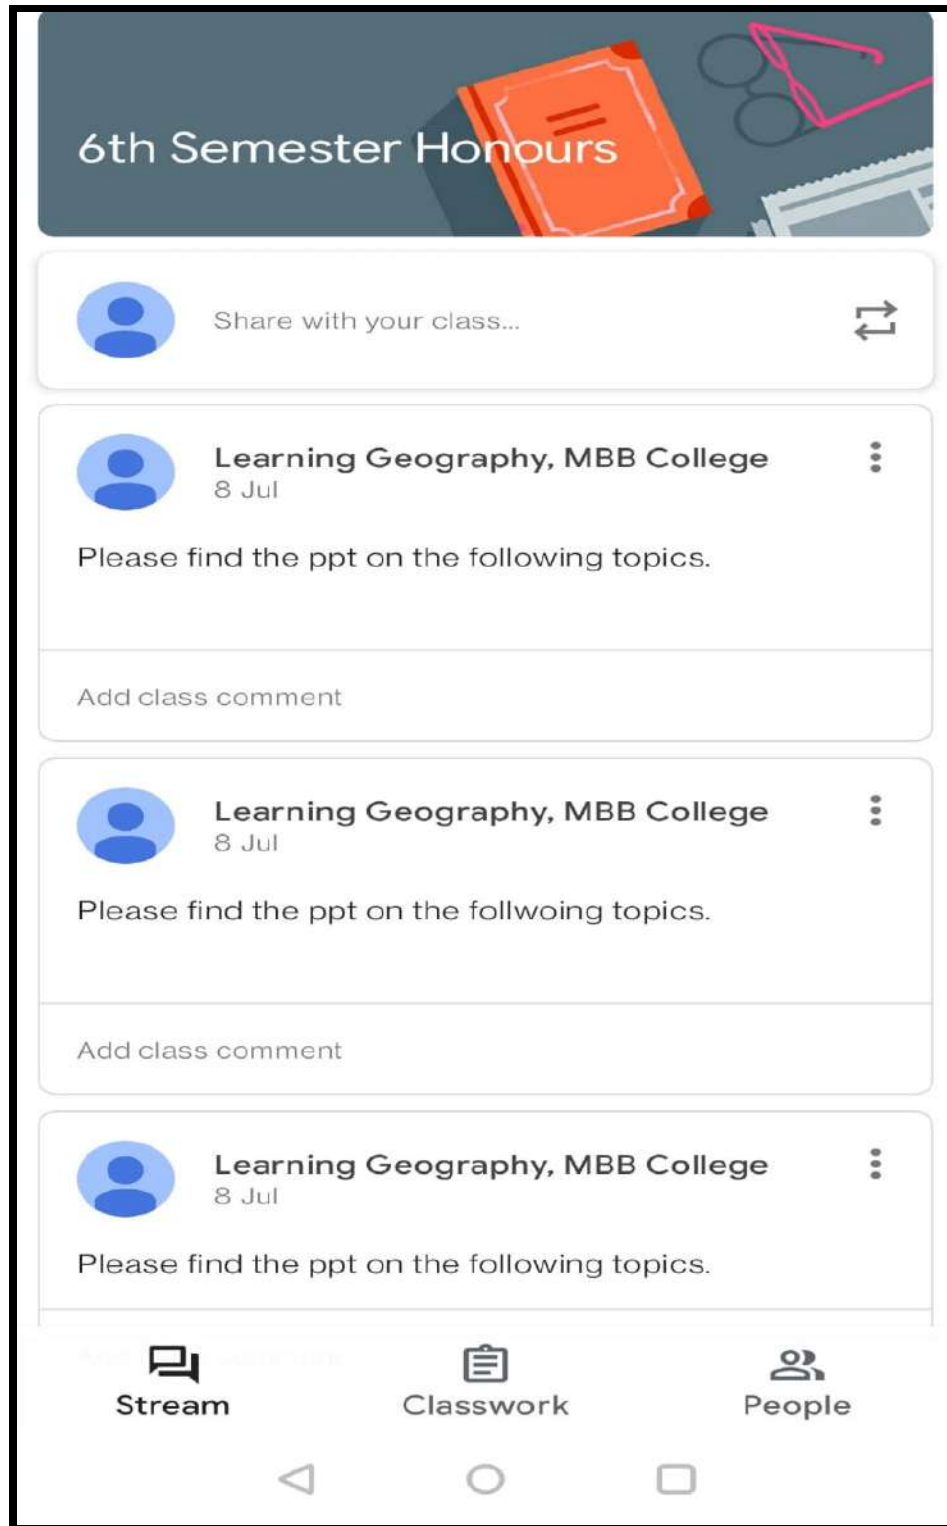 6th Semester Honours
Share with your class...
Learning Geography, MBB College
8 Jul
Please find the ppt on the following topics.
Add class comment
Learning Geography, MBB College
8 Jul
Please find the ppt on the follwoing topics.
Add class comment
Learning Geography, MBB College
8 Jul
Please find the ppt on the following topics.
Stream
Classwork
People